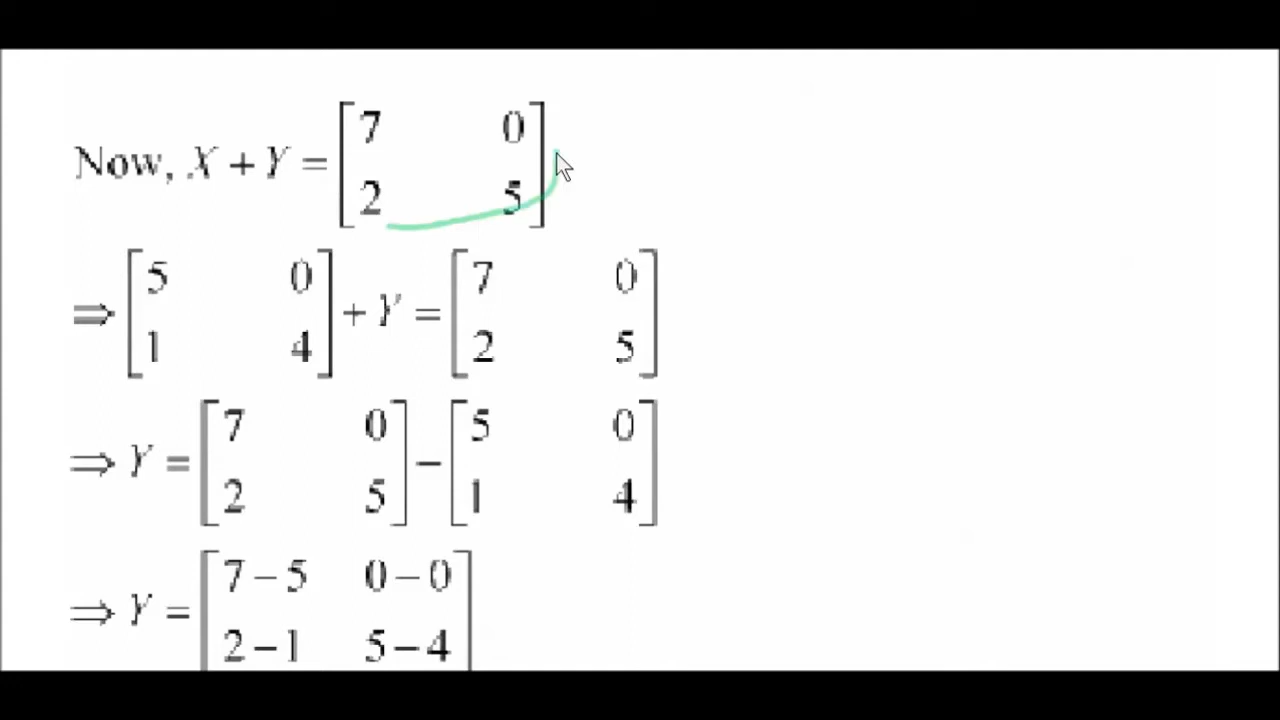 Now, X + Y = [7 0
2 5]
⇒ [5 0
1 4] + Y = [7 0
2 5]
⇒ Y = [7 0
2 5] − [5 0
1 4]
⇒ Y = [7 − 5 0 − 0
2 − 1 5 − 4]